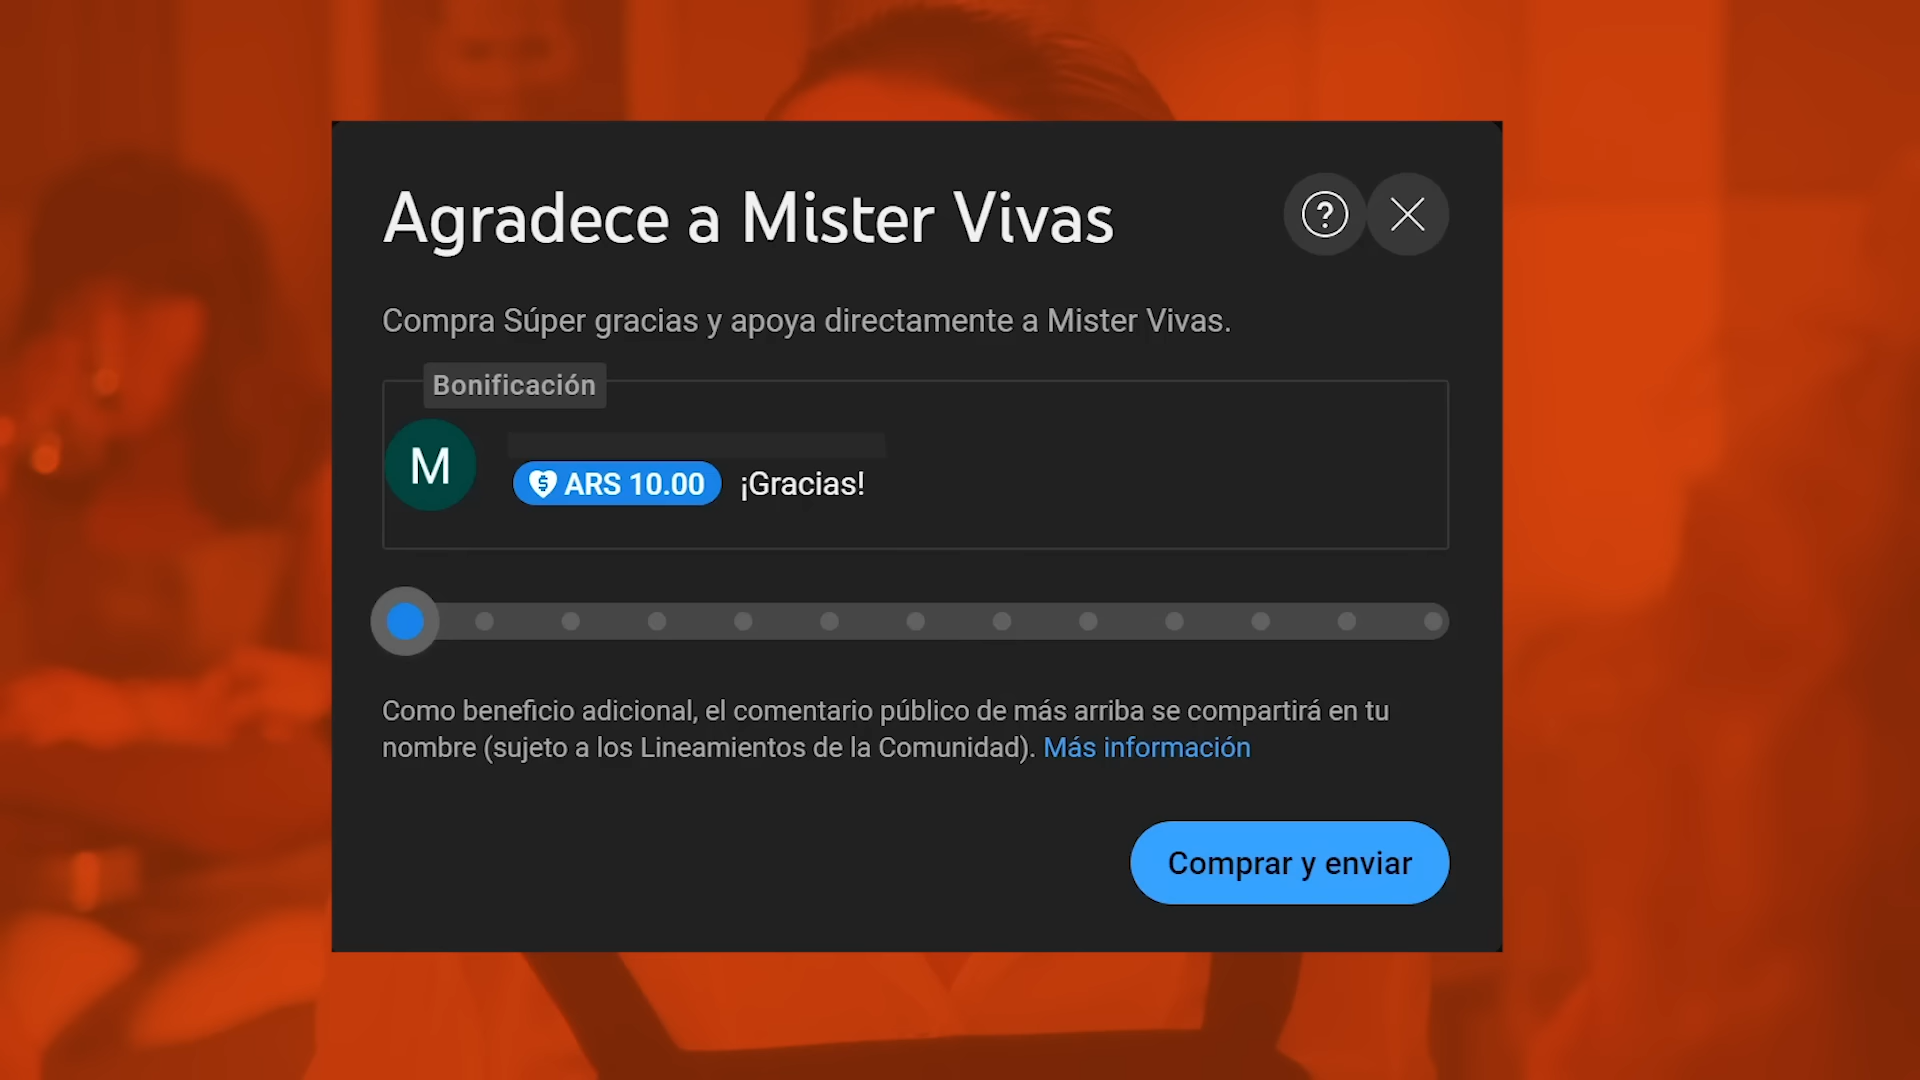 Agradece a Mister Vivas
Compra Súper gracias y apoya directamente a Mister Vivas.
Bonificación
M
ARS 10.00 ¡Gracias!
Como beneficio adicional, el comentario público de más arriba se compartirá en tu
nombre (sujeto a los Lineamientos de la Comunidad). Más información
Comprar y enviar